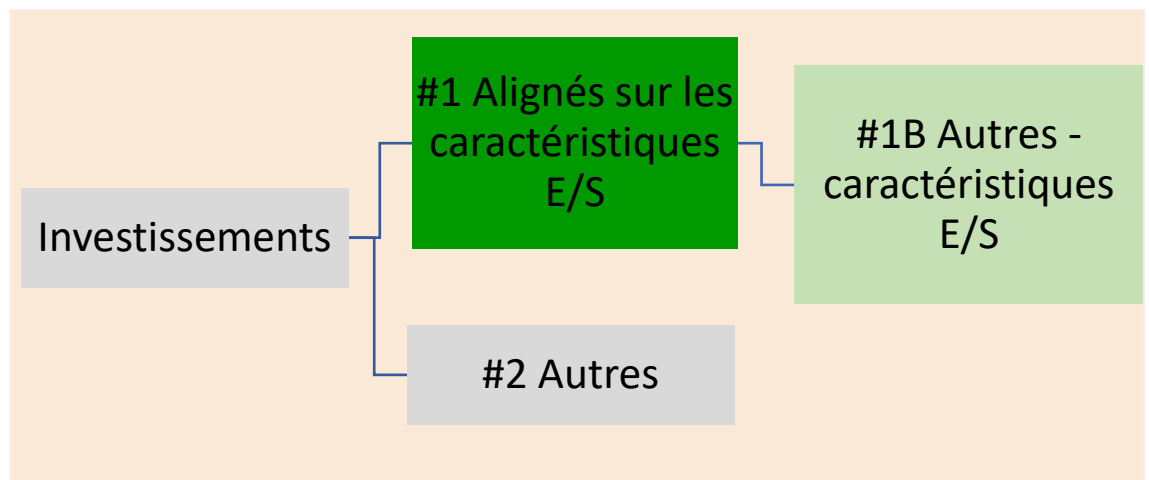 #1 Alignés sur les
caractéristiques
E/S
#1B Autres -
caractéristiques
E/S
Investissements
#2 Autres